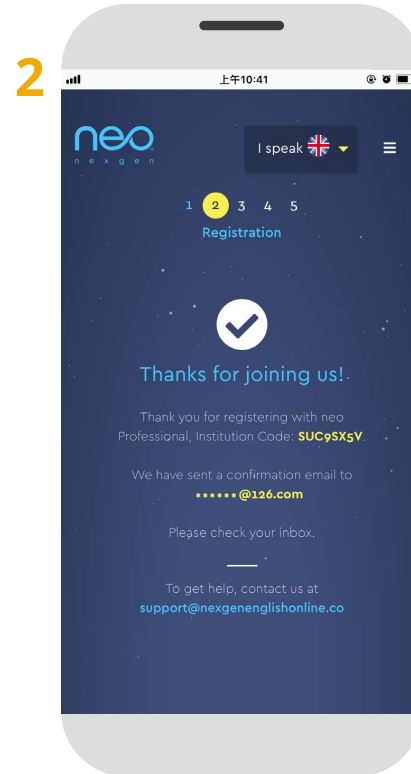 2
上午10:41
neo
nexgen
I speak
1 2 3 4 5
Registration
Thanks for joining us!
Thank you for registering with neo
Professional, Institution Code: SUC9SX5V.
We have sent a confirmation email to
******@126.com
Please check your inbox.
To get help, contact us at
support@nexgenenglishonline.co